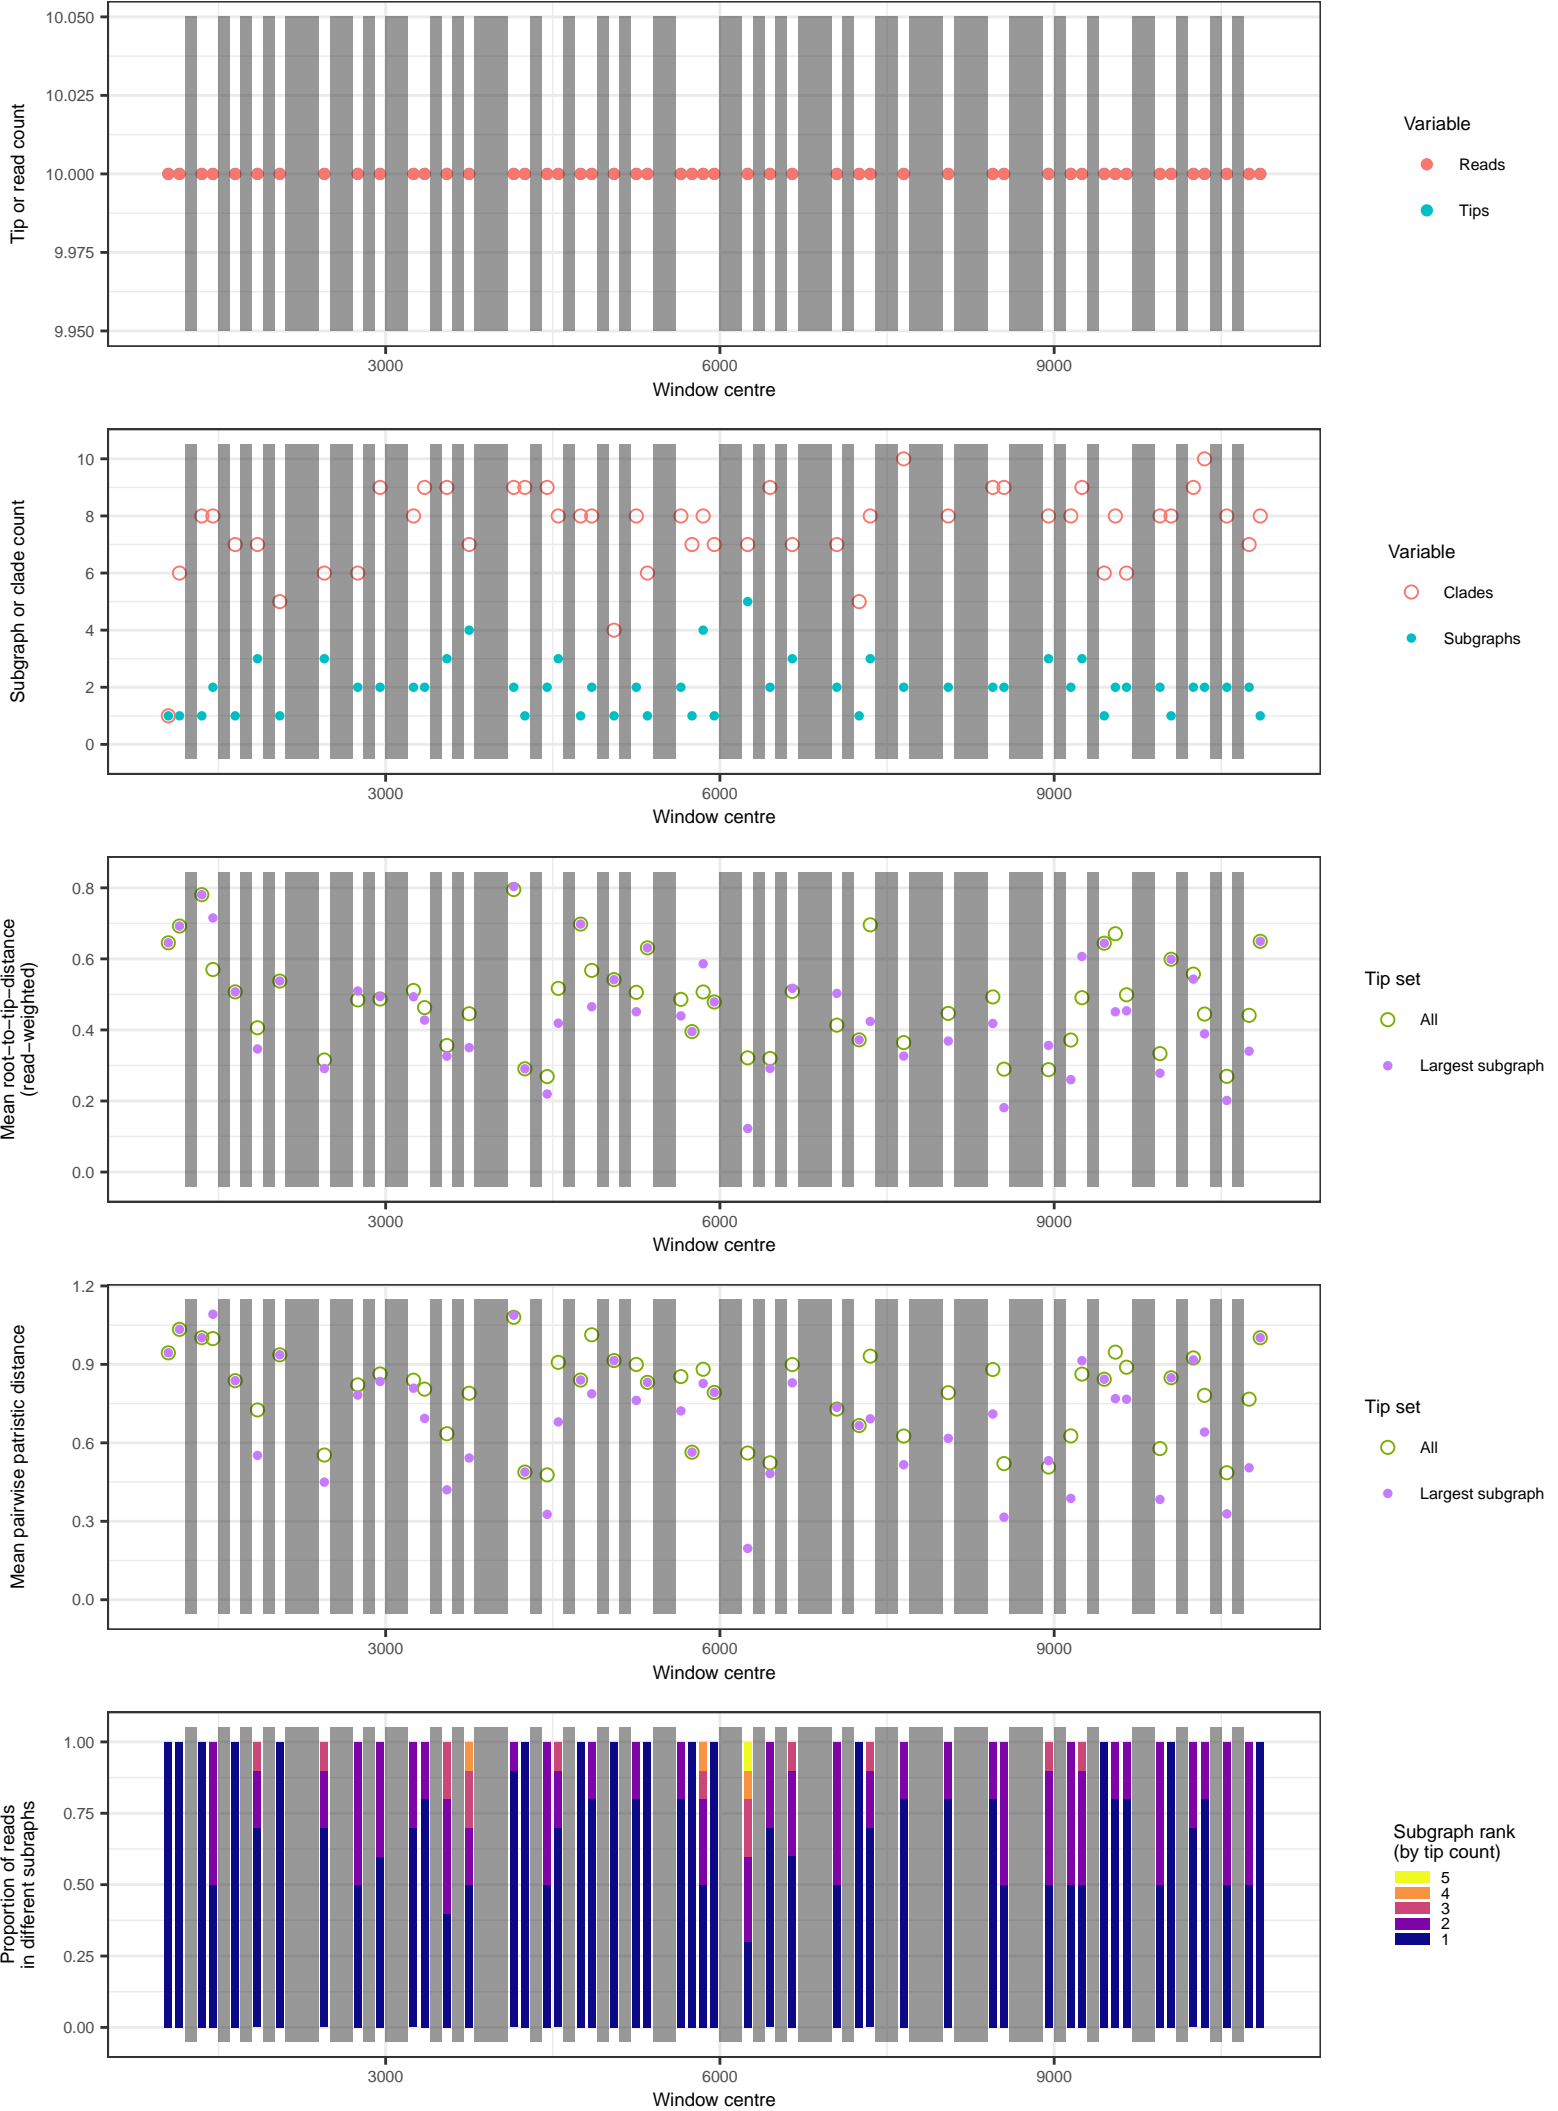 10.050
10.025
10.000
9.975
9.950
Tip or read count
3000
6000
9000
Window centre
Variable
Reads
Tips
10
8
6
4
2
0
Subgraph or clade count
3000
6000
9000
Window centre
Variable
Clades
Subgraphs
0.8
0.6
0.4
0.2
0.0
Mean root−to−tip−distance
(read−weighted)
3000
6000
9000
Window centre
Tip set
All
Largest subgraph
1.2
0.9
0.6
0.3
0.0
Mean pairwise patristic distance
3000
6000
9000
Window centre
Tip set
All
Largest subgraph
1.00
0.75
0.50
0.25
0.00
Proportion of reads
in different subraphs
3000
6000
9000
Window centre
Subgraph rank
(by tip count)
5
4
3
2
1